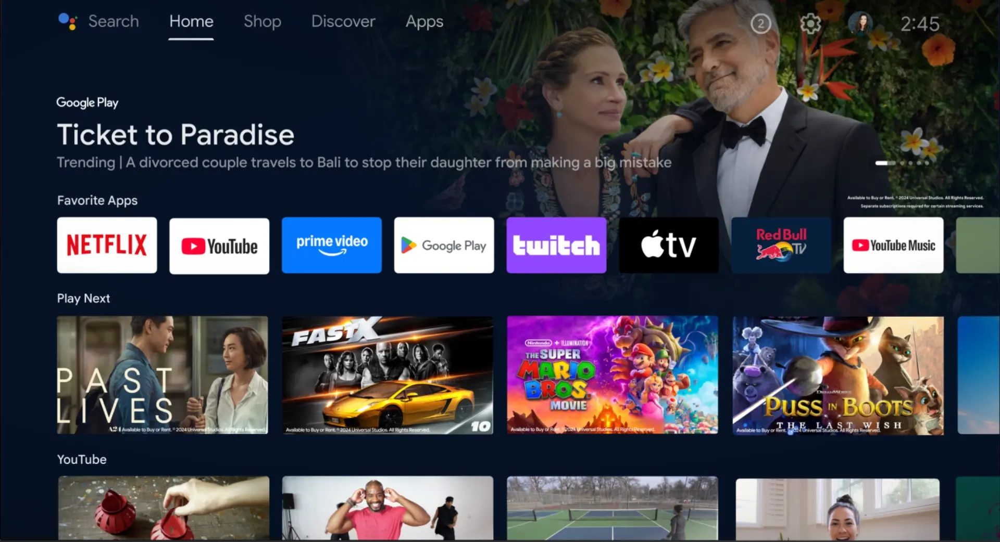 Search Home Shop Discover Apps 2 2:45
Google Play
Ticket to Paradise
Trending | A divorced couple travels to Bali to stop their daughter from making a big mistake
Available to Buy or Rent. © 2024 Universal Studios. All Rights Reserved.
Separate subscriptions required for certain streaming services.
Favorite Apps
NETFLIX
YouTube
prime video
Google Play
twitch
tv
Red Bull
TV
YouTube Music
Play Next
PAST
LIVES
A24 Available to Buy or Rent. © 2024 Universal Studios. All Rights Reserved.
FAST X
10
Available to Buy or Rent. © 2024 Universal Studios. All Rights Reserved.
Nintendo + ILLUMINATION
THE SUPER
MARIO
BROS.
MOVIE
Available to Buy or Rent. © 2024 Universal Studios. All Rights Reserved.
DREAMWORKS
PUSS IN BOOTS
THE LAST WISH
Available to Buy or Rent. © 2024 Universal Studios. All Rights Reserved.
YouTube